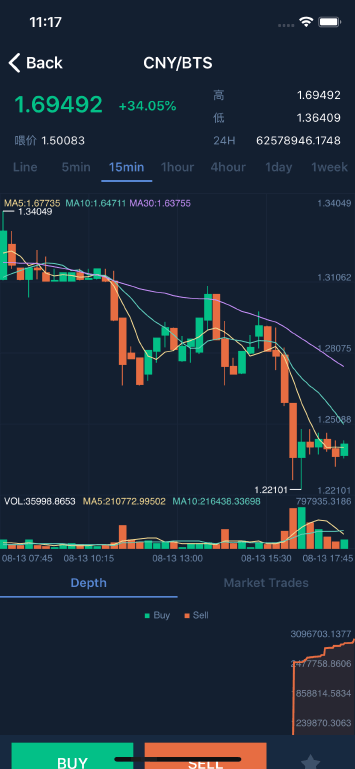 11:17
Back CNY/BTS
1.69492 +34.05%
高 1.69492
低 1.36409
喂价 1.50083 24H 62578946.1748
Line 5min 15min 1hour 4hour 1day 1week
MA5:1.67735 MA10:1.64711 MA30:1.63755 1.34049
1.34049
1.31062
1.28075
1.25088
1.22101 1.22101
VOL:35998.8653 MA5:210772.99502 MA10:216438.33698 797935.3186
08-13 07:45 08-13 10:15 08-13 13:00 08-13 15:30 08-13 17:45
Depth Market Trades
Buy Sell
3096703.1377
2477758.8606
1858814.5834
1239870.3063
BUY SELL